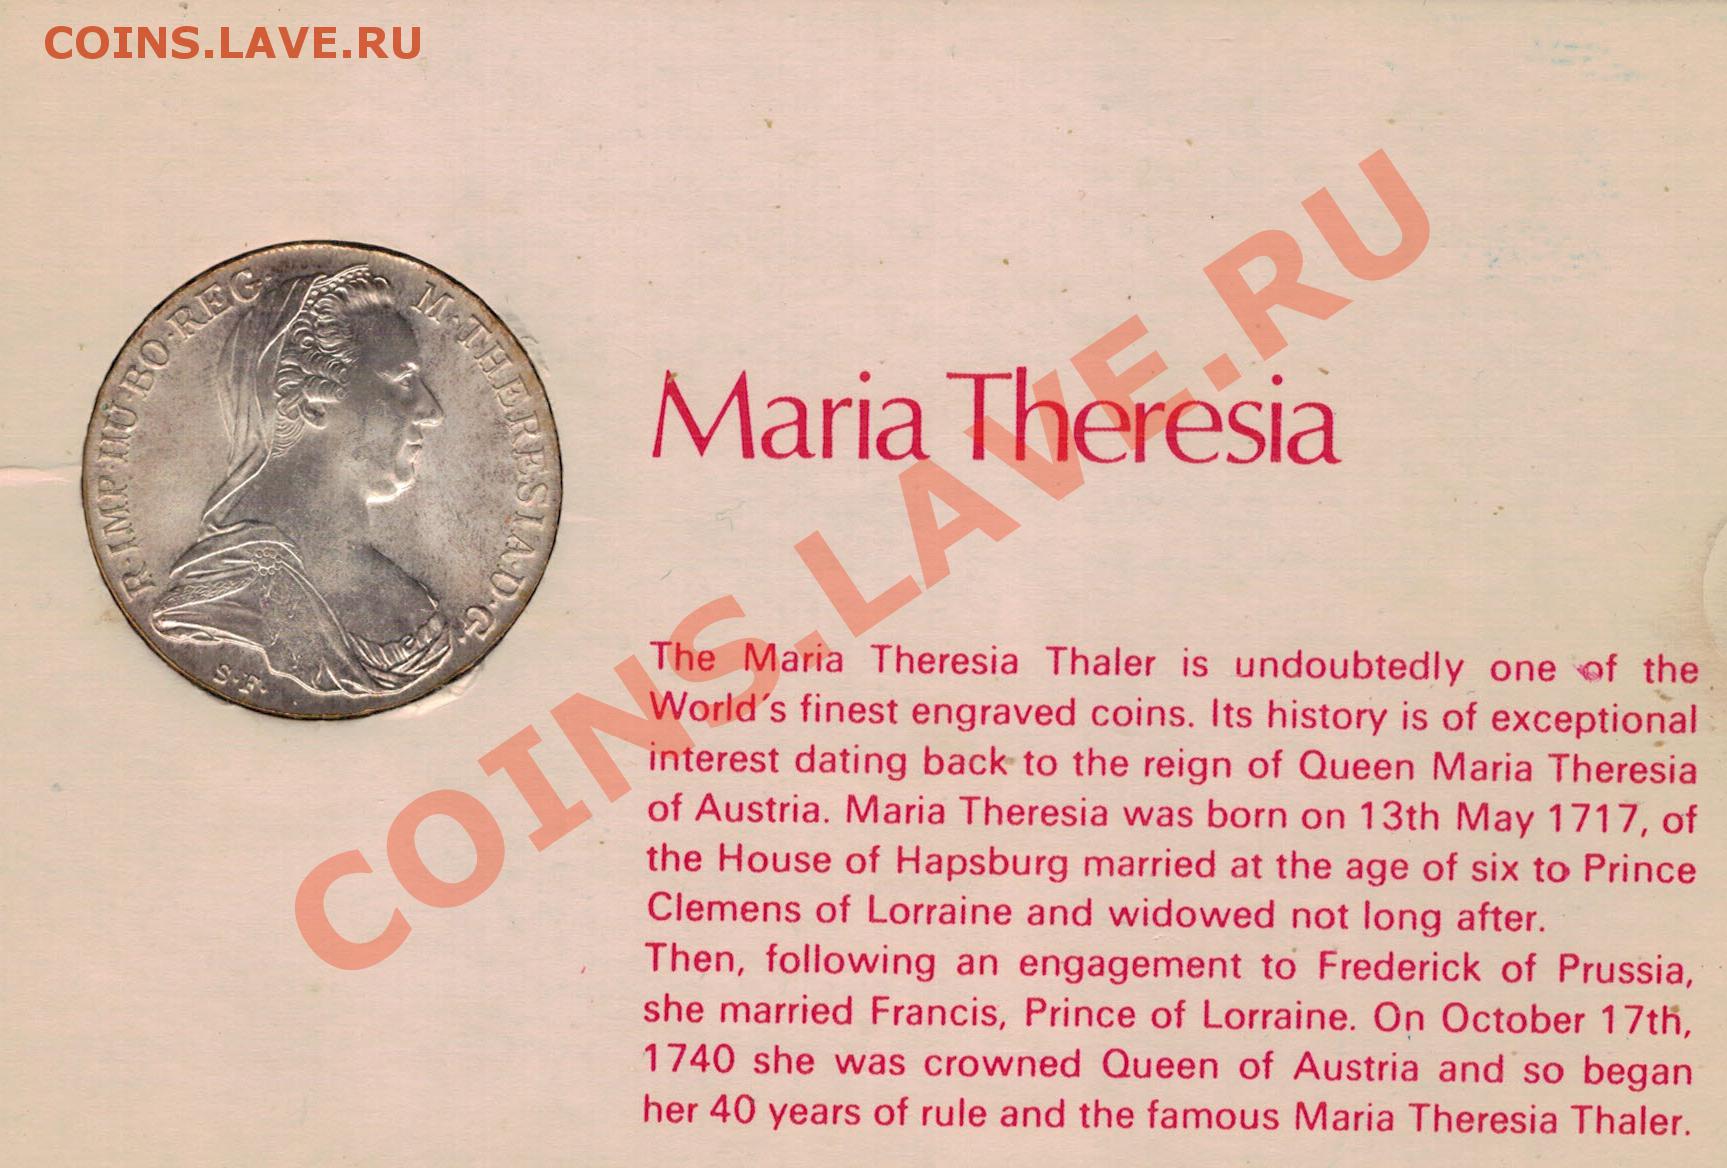 COINS.LAVE.RU
R·IMP·HU·BO·REG·
M·THERESIA·D·G·
S·F·
Maria Theresia
COINS.LAVE.RU
The Maria Theresia Thaler is undoubtedly one of the
World's finest engraved coins. Its history is of exceptional
interest dating back to the reign of Queen Maria Theresia
of Austria. Maria Theresia was born on 13th May 1717, of
the House of Hapsburg married at the age of six to Prince
Clemens of Lorraine and widowed not long after.
Then, following an engagement to Frederick of Prussia,
she married Francis, Prince of Lorraine. On October 17th,
1740 she was crowned Queen of Austria and so began
her 40 years of rule and the famous Maria Theresia Thaler.